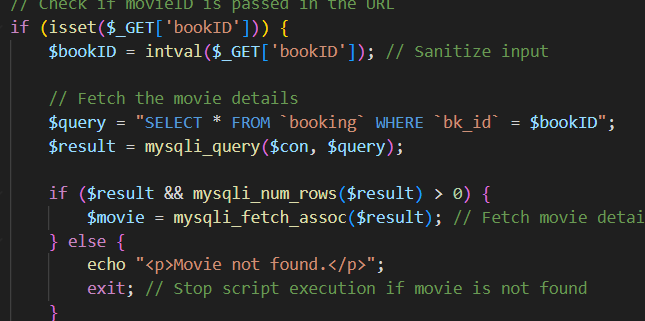 // Check if movieID is passed in the URL
if (isset($_GET['bookID'])) {
$bookID = intval($_GET['bookID']); // Sanitize input
// Fetch the movie details
$query = "SELECT * FROM `booking` WHERE `bk_id` = $bookID";
$result = mysqli_query($con, $query);
if ($result && mysqli_num_rows($result) > 0) {
$movie = mysqli_fetch_assoc($result); // Fetch movie detai
} else {
echo "<p>Movie not found.</p>";
exit; // Stop script execution if movie is not found
}